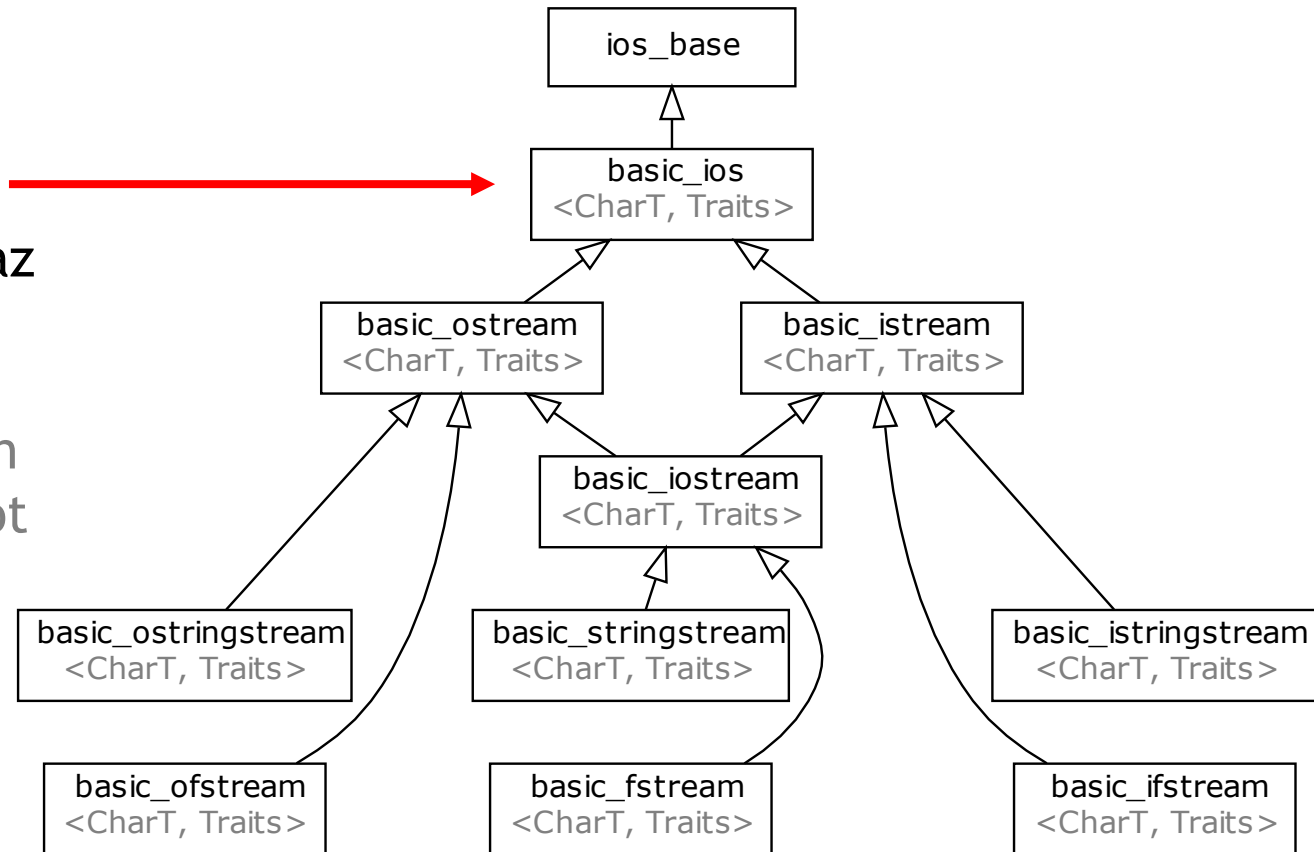 ios_base
basic_ios
<CharT, Traits>
az
basic_ostream
<CharT, Traits>
basic_istream
<CharT, Traits>
n
ot
basic_iostream
<CharT, Traits>
basic_ostringstream
<CharT, Traits>
basic_stringstream
<CharT, Traits>
basic_istringstream
<CharT, Traits>
basic_ofstream
<CharT, Traits>
basic_fstream
<CharT, Traits>
basic_ifstream
<CharT, Traits>